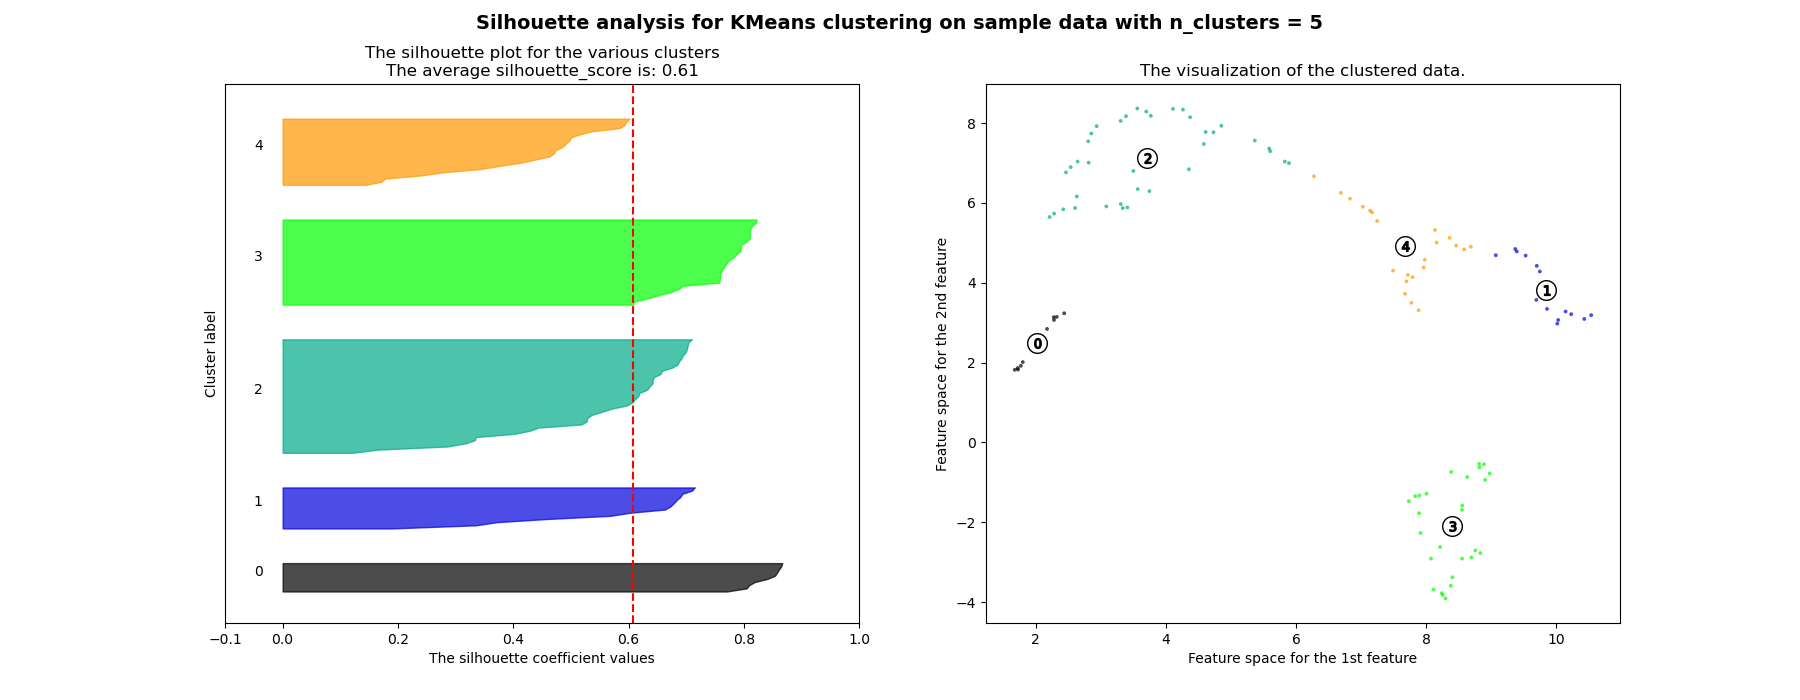 Silhouette analysis for KMeans clustering on sample data with n_clusters = 5
The silhouette plot for the various clusters
The average silhouette_score is: 0.61
4
3
2
1
0
Cluster label
−0.1 0.0 0.2 0.4 0.6 0.8 1.0
The silhouette coefficient values
The visualization of the clustered data.
8
6
4
2
0
−2
−4
Feature space for the 2nd feature
2
4
1
0
3
2 4 6 8 10
Feature space for the 1st feature